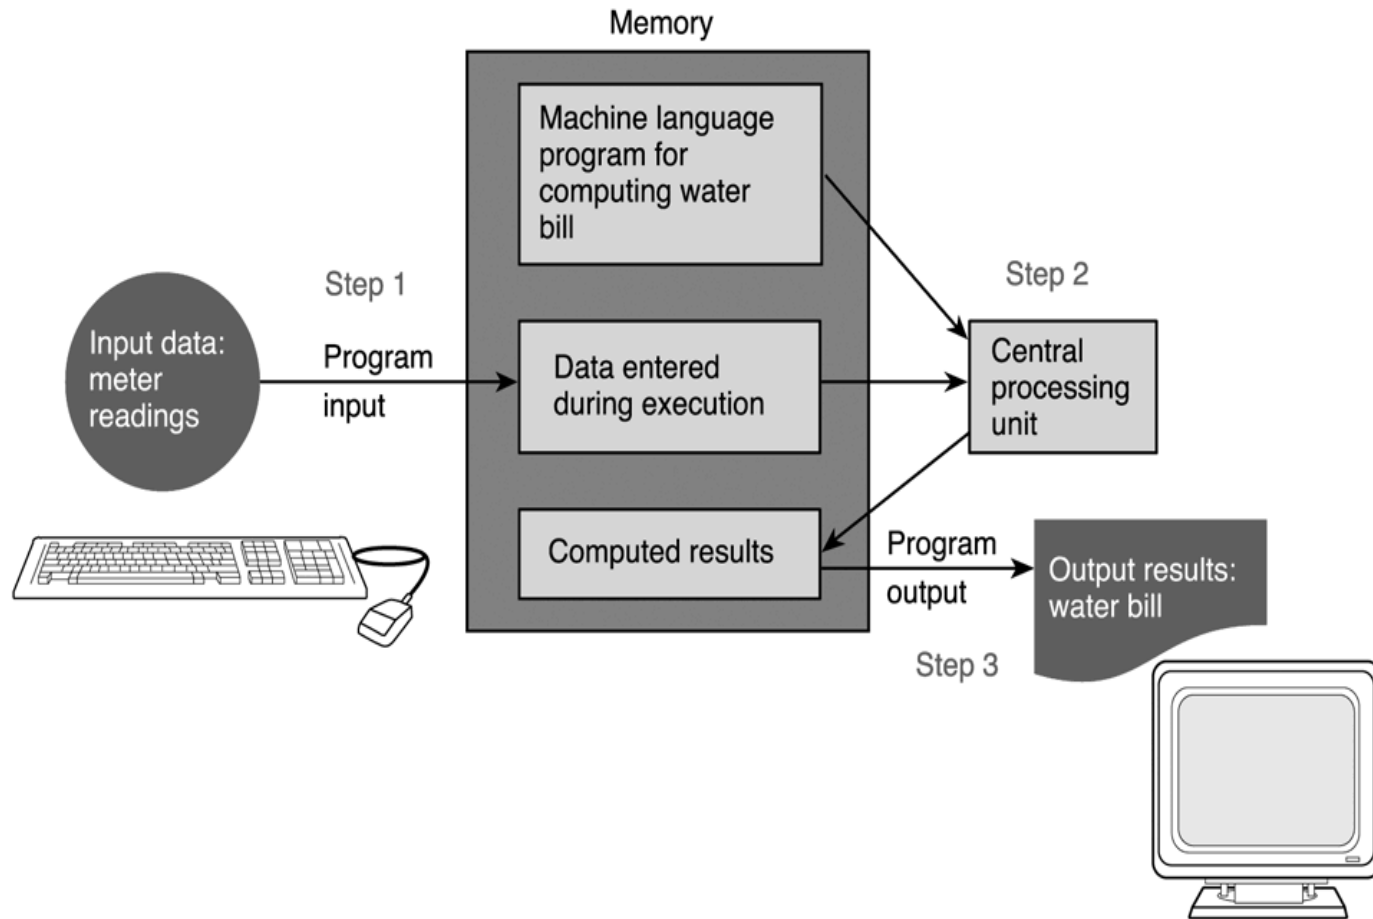 Memory
Machine language
program for
computing water
bill
Step 1
Step 2
Input data:
meter
readings
Program
input
Data entered
during execution
Central
processing
unit
Computed results
Program
output
Output results:
water bill
Step 3